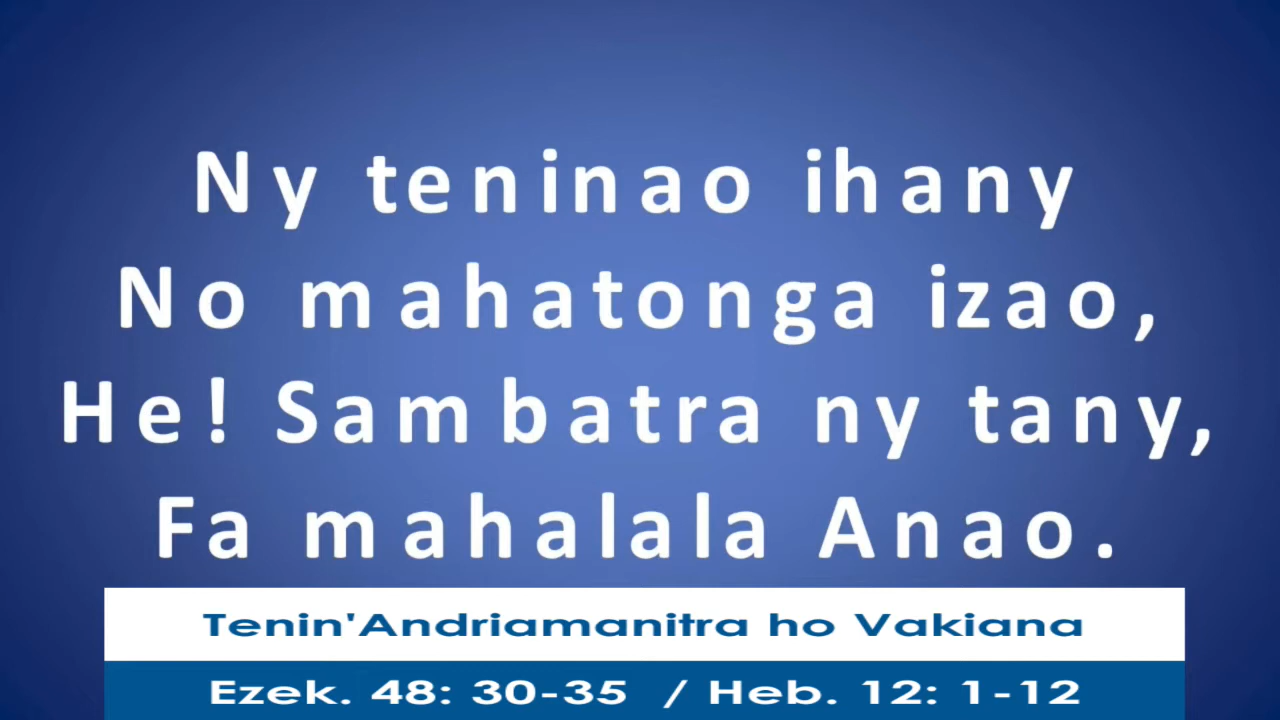 Ny teninao ihany
No mahatonga izao,
He! Sambatra ny tany,
Fa mahalala Anao.
Tenin'Andriamanitra ho Vakiana
Ezek. 48: 30-35 / Heb. 12: 1-12